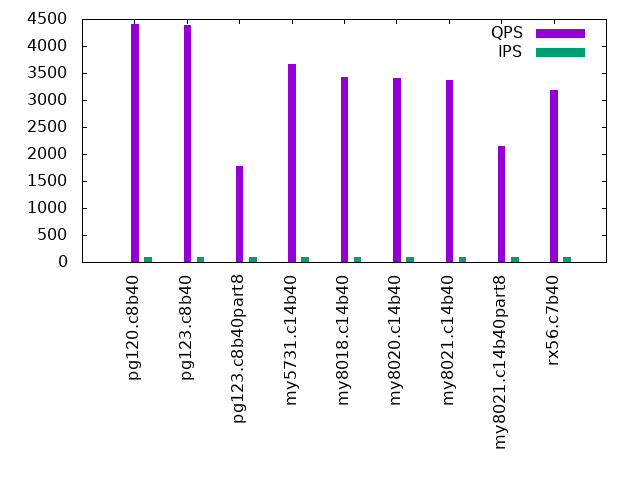 4500
4000
3500
3000
2500
2000
1500
1000
500
0
QPS
IPS
pg120.c8b40
pg123.c8b40
pg123.c8b40part8
my5731.c14b40
my8018.c14b40
my8020.c14b40
my8021.c14b40
my8021.c14b40part8
rx56.c7b40